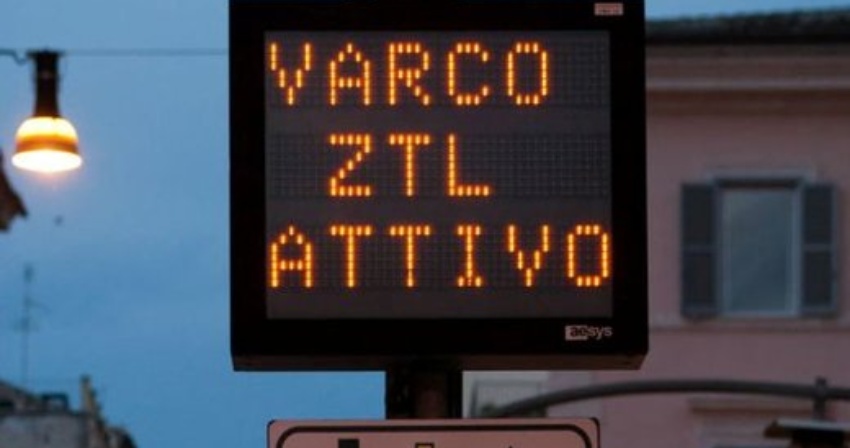 VARCO
ZTL
ATTIVO
aesys